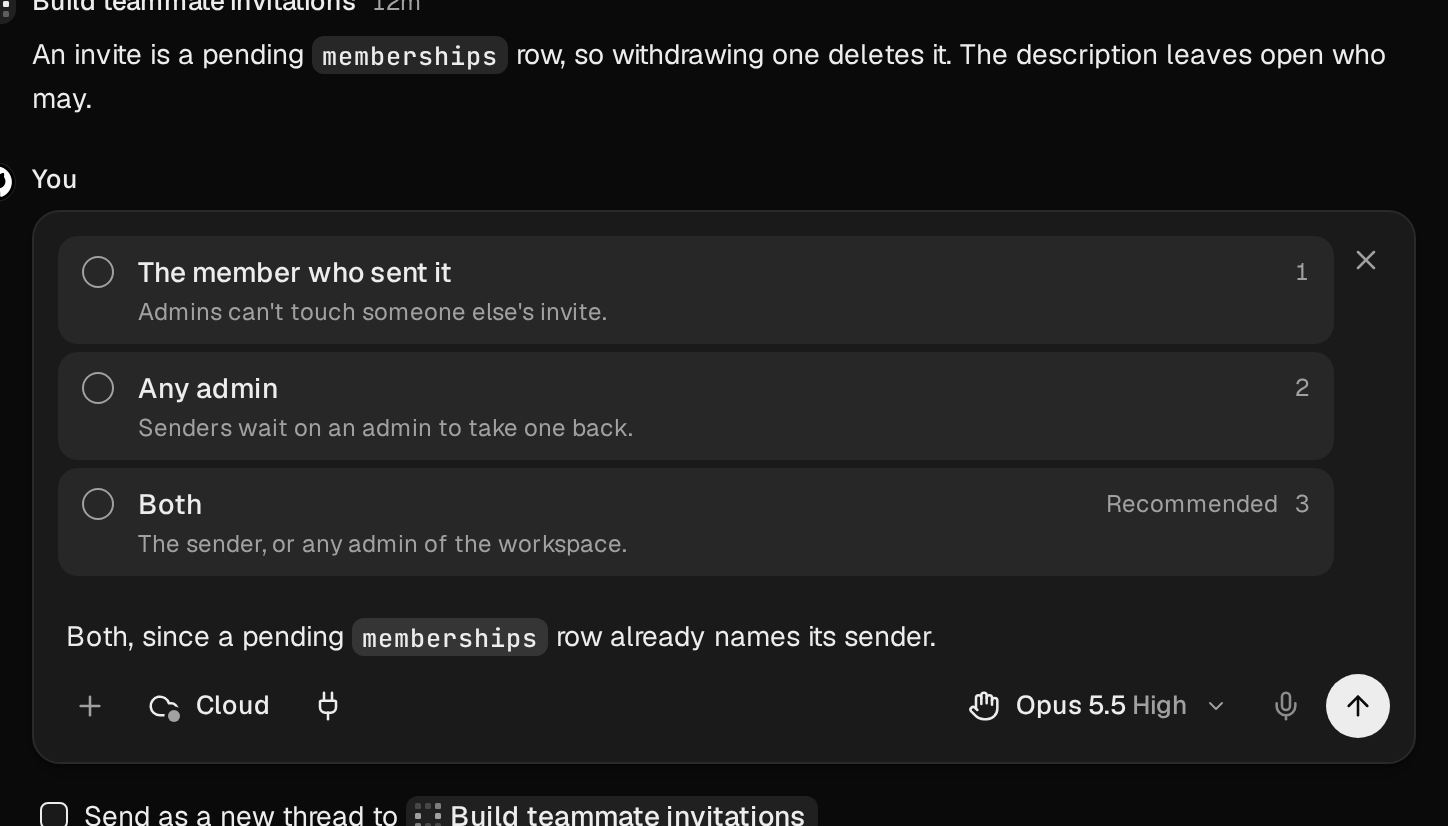 Build teammate invitations 12m
An invite is a pending memberships row, so withdrawing one deletes it. The description leaves open who
may.
You
The member who sent it 1
Admins can't touch someone else's invite.
Any admin 2
Senders wait on an admin to take one back.
Both Recommended 3
The sender, or any admin of the workspace.
Both, since a pending memberships row already names its sender.
Cloud Opus 5.5 High
Send as a new thread to Build teammate invitations